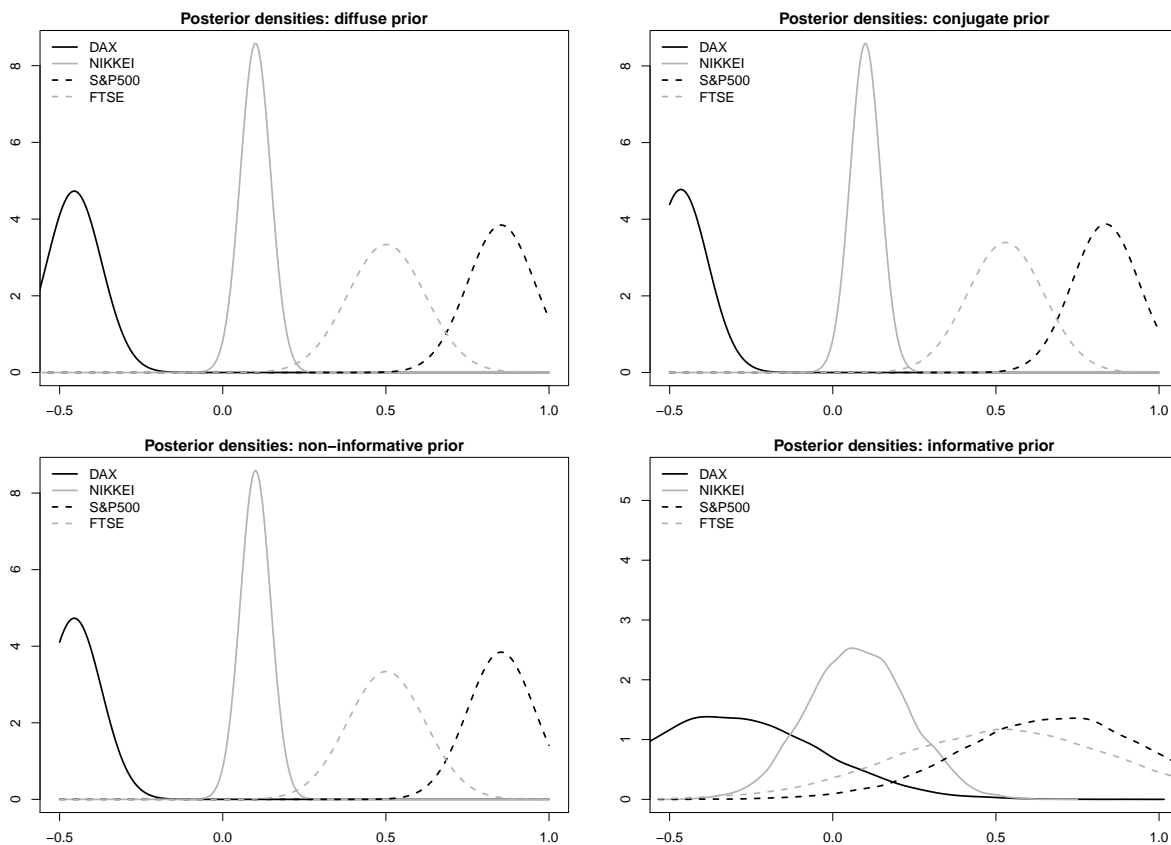 Posterior densities: diffuse prior
DAX
NIKKEI
S&P500
FTSE
8
6
4
2
0
−0.5 0.0 0.5 1.0
Posterior densities: conjugate prior
DAX
NIKKEI
S&P500
FTSE
8
6
4
2
0
−0.5 0.0 0.5 1.0
Posterior densities: non−informative prior
DAX
NIKKEI
S&P500
FTSE
8
6
4
2
0
−0.5 0.0 0.5 1.0
Posterior densities: informative prior
DAX
NIKKEI
S&P500
FTSE
5
4
3
2
1
0
−0.5 0.0 0.5 1.0